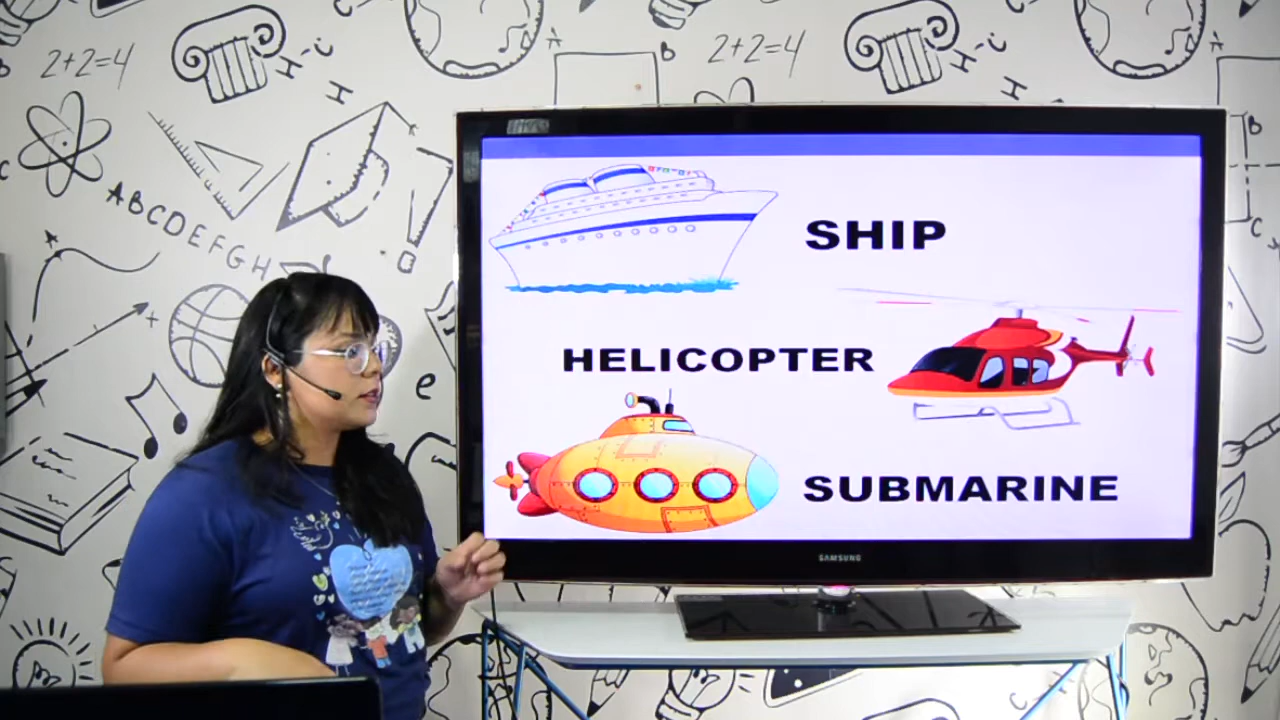 2+2=4
2+2=4
ABCDEFGH
SHIP
HELICOPTER
SUBMARINE
SAMSUNG
e